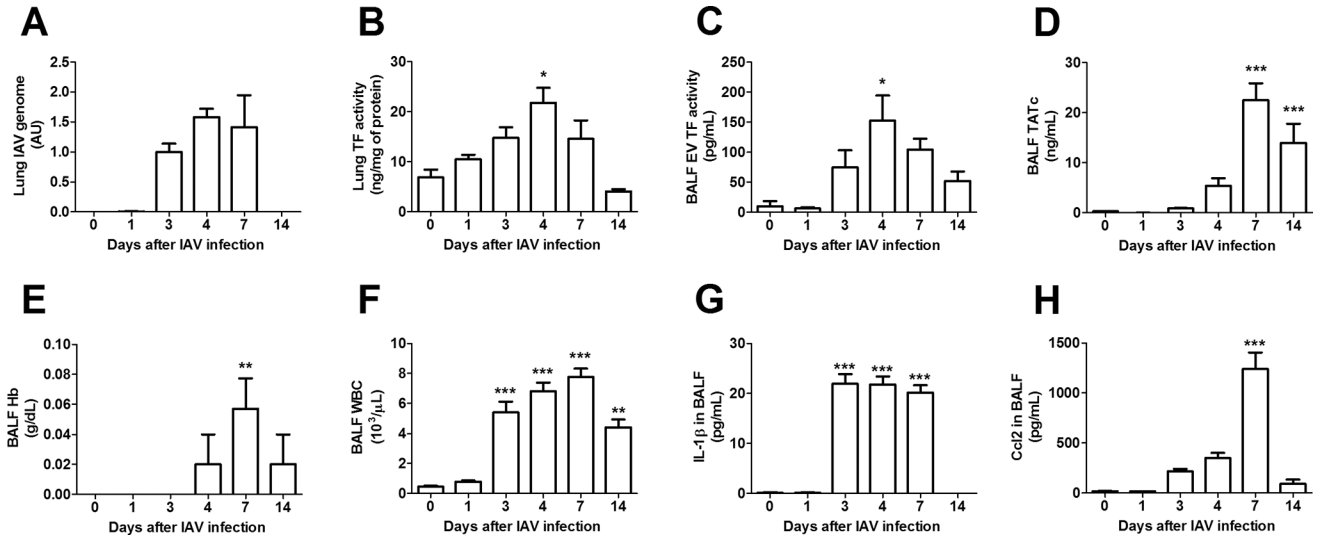 A
Lung IAV genome
(AU)
2.5
2.0
1.5
1.0
0.5
0.0
0 1 3 4 7 14
Days after IAV infection
B
Lung TF activity
(ng/mg of protein)
30
20
10
0
*
0 1 3 4 7 14
Days after IAV infection
C
BALF EV TF activity
(pg/mL)
250
200
150
100
50
0
*
0 1 3 4 7 14
Days after IAV infection
D
BALF TATc
(ng/mL)
30
20
10
0
***
***
0 1 3 4 7 14
Days after IAV infection
E
BALF Hb
(g/dL)
0.10
0.08
0.06
0.04
0.02
0.00
**
0 1 3 4 7 14
Days after IAV infection
F
BALF WBC
(10³/μL)
10
8
6
4
2
0
***
***
***
**
0 1 3 4 7 14
Days after IAV infection
G
IL-1β in BALF
(pg/mL)
30
20
10
0
***
***
***
0 1 3 4 7 14
Days after IAV infection
H
Ccl2 in BALF
(pg/mL)
1500
1000
500
0
***
0 1 3 4 7 14
Days after IAV infection